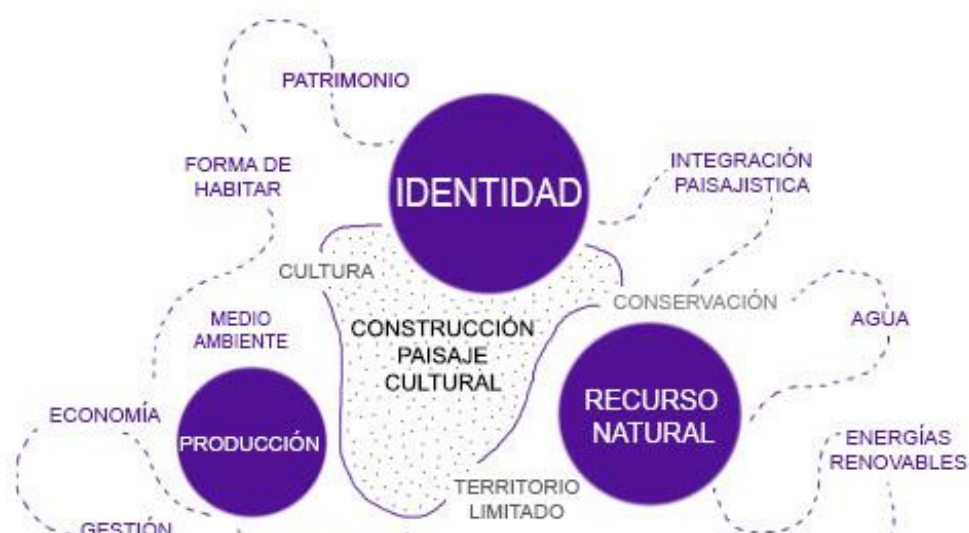 PATRIMONIO
FORMA DE
HABITAR
IDENTIDAD
INTEGRACIÓN
PAISAJISTICA
CULTURA
CONSERVACIÓN
MEDIO
AMBIENTE
CONSTRUCCIÓN
PAISAJE
CULTURAL
AGUA
ECONOMÍA
PRODUCCIÓN
RECURSO
NATURAL
ENERGÍAS
RENOVABLES
TERRITORIO
LIMITADO
GESTIÓN